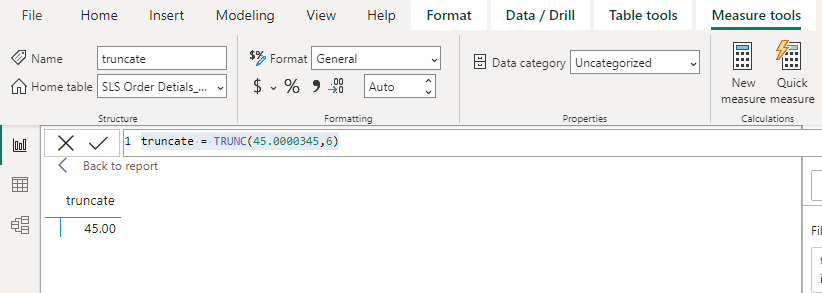 File Home Insert Modeling View Help Format Data / Drill Table tools Measure tools
Name truncate
$% Format General
Data category Uncategorized
Home table SLS Order Detials_...
$ % 9 .00 Auto
New measure
Quick measure
Structure Formatting Properties Calculations
1 truncate = TRUNC(45.0000345,6)
Back to report
truncate
45.00
Fil